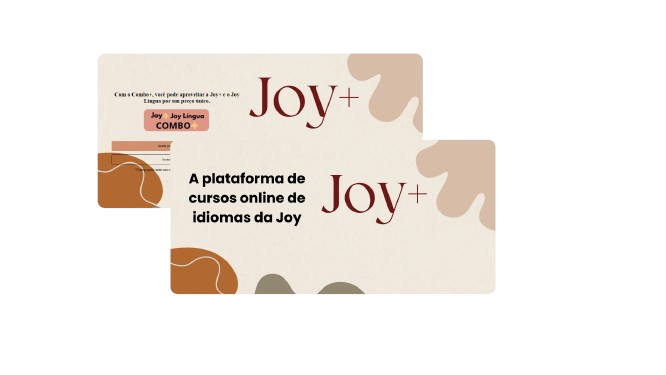 Com o Combo+, você pode aproveitar a Joy+ e o Joy
Língua por um preço único.
Joy+ Joy Língua
COMBO+
Joy+
A plataforma de
cursos online de
idiomas da Joy
Joy+